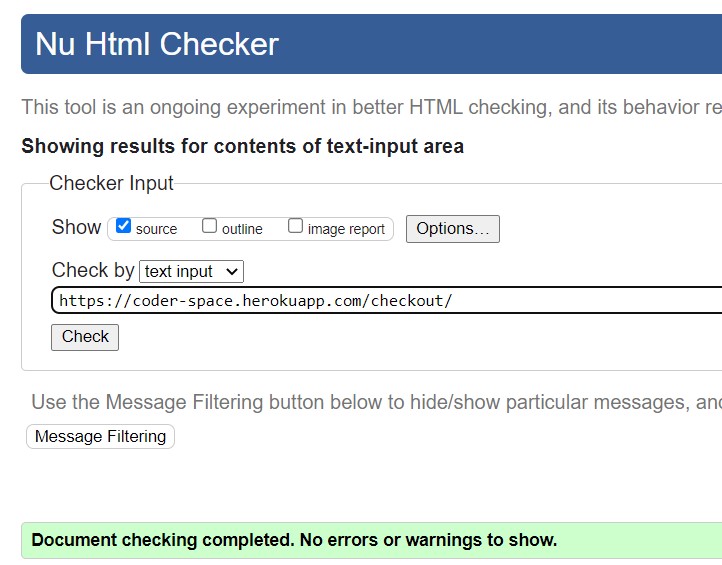 Nu Html Checker
This tool is an ongoing experiment in better HTML checking, and its behavior re
Showing results for contents of text-input area
Checker Input
Show source outline image report Options...
Check by text input
https://coder-space.herokuapp.com/checkout/
Check
Use the Message Filtering button below to hide/show particular messages, and
Message Filtering
Document checking completed. No errors or warnings to show.